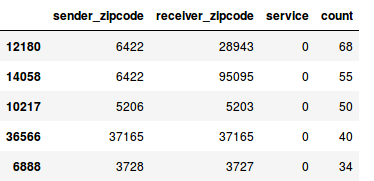 sender_zipcode receiver_zipcode service count
12180 6422 28943 0 68
14058 6422 95095 0 55
10217 5206 5203 0 50
36566 37165 37165 0 40
6888 3728 3727 0 34